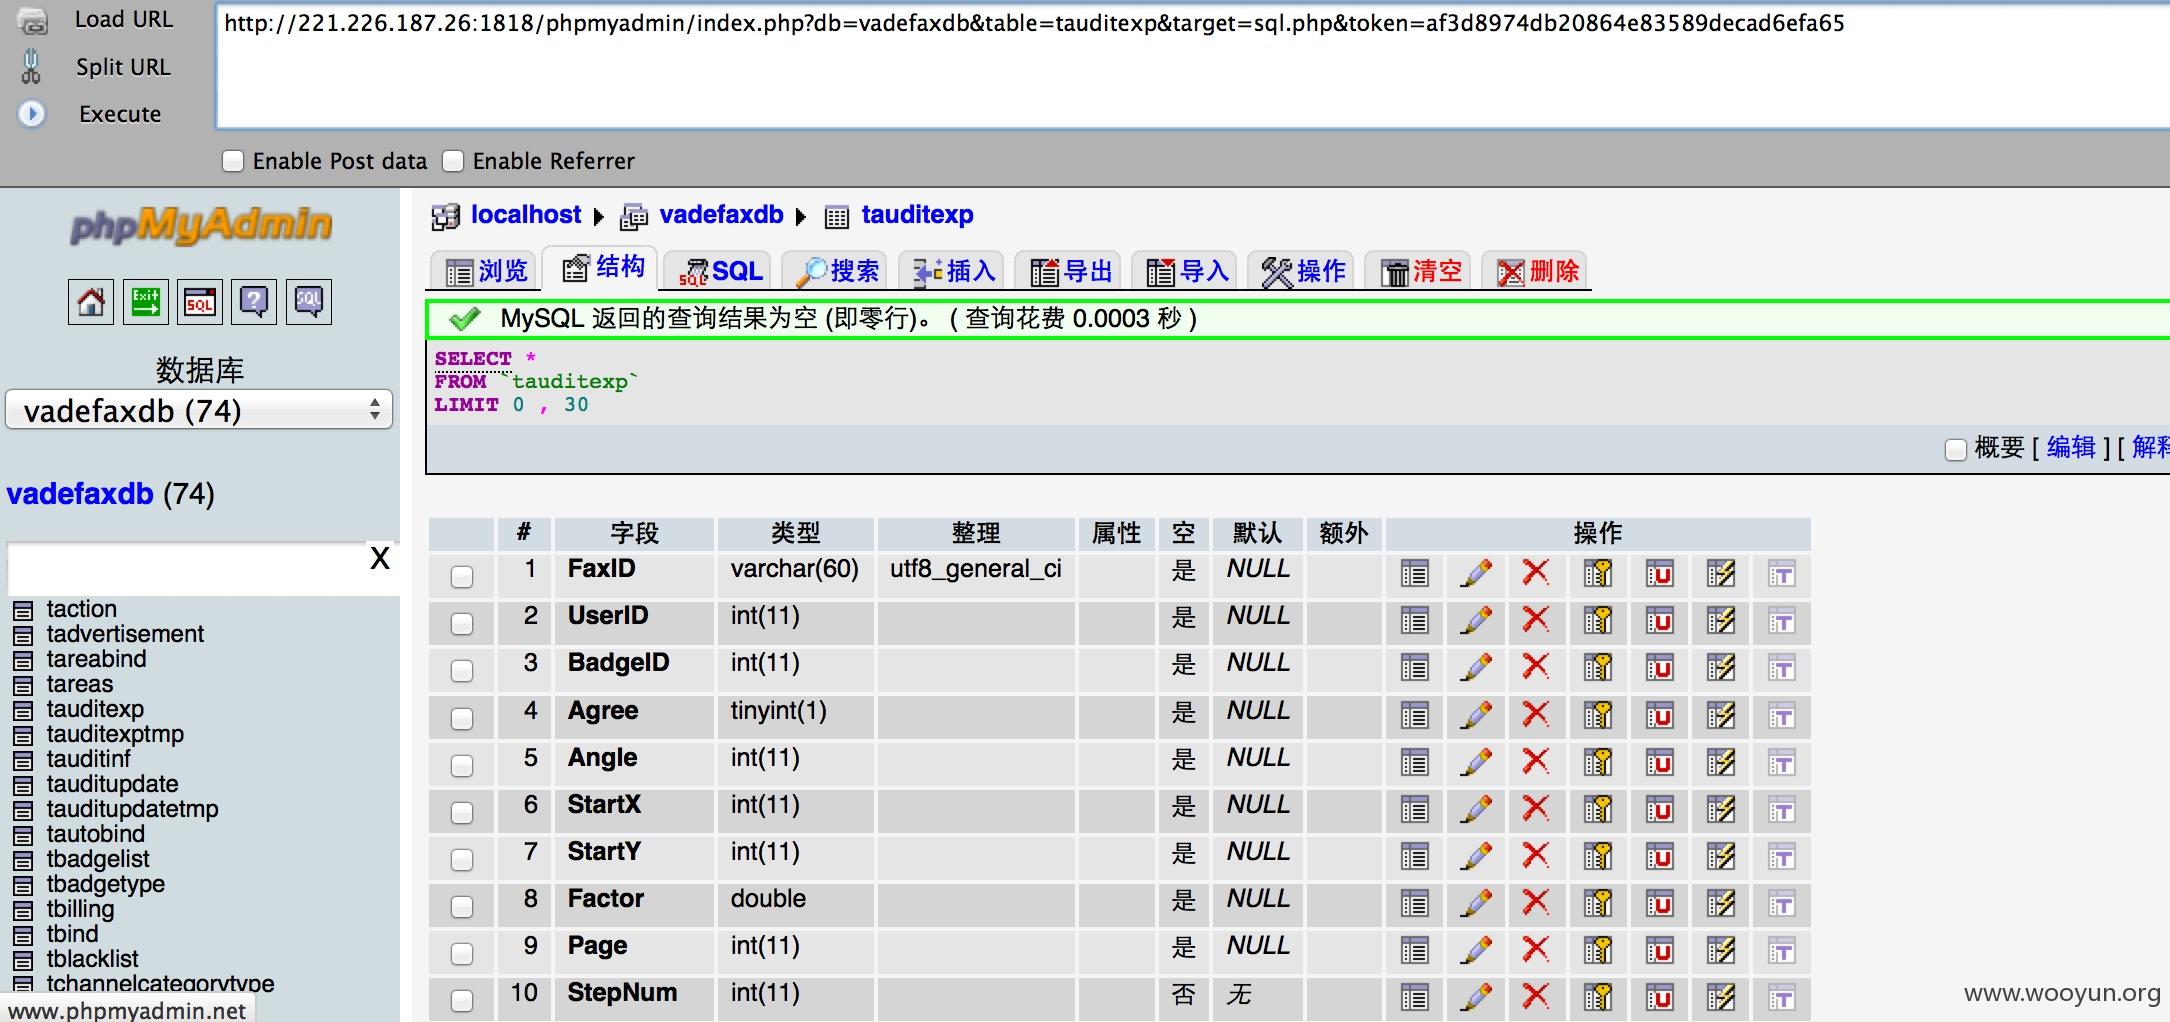 Load URL
http://221.226.187.26:1818/phpmyadmin/index.php?db=vadefaxdb&table=tauditexp&target=sql.php&token=af3d8974db20864e83589decad6efa65
Split URL
Execute
Enable Post data Enable Referrer
phpMyAdmin
Exit SQL ? SQL
数据库
vadefaxdb (74)
vadefaxdb (74)
X
taction
tadvertisement
tareabind
tareas
tauditexp
tauditexptmp
tauditinf
tauditupdate
tauditupdatetmp
tautobind
tbadgelist
tbadgetype
tbilling
tbind
tblacklist
tchannelcategorytype
www.phpmyadmin.net
localhost vadefaxdb tauditexp
浏览 结构 SQL 搜索 插入 导出 导入 操作 清空 删除
MySQL 返回的查询结果为空 (即零行)。 ( 查询花费 0.0003 秒 )
SELECT *
FROM `tauditexp`
LIMIT 0 , 30
概要 [ 编辑 ] [ 解释
# 字段 类型 整理 属性 空 默认 额外 操作
1 FaxID varchar(60) utf8_general_ci 是 NULL
2 UserID int(11) 是 NULL
3 BadgeID int(11) 是 NULL
4 Agree tinyint(1) 是 NULL
5 Angle int(11) 是 NULL
6 StartX int(11) 是 NULL
7 StartY int(11) 是 NULL
8 Factor double 是 NULL
9 Page int(11) 是 NULL
10 StepNum int(11) 否 无
www.wooyun.org